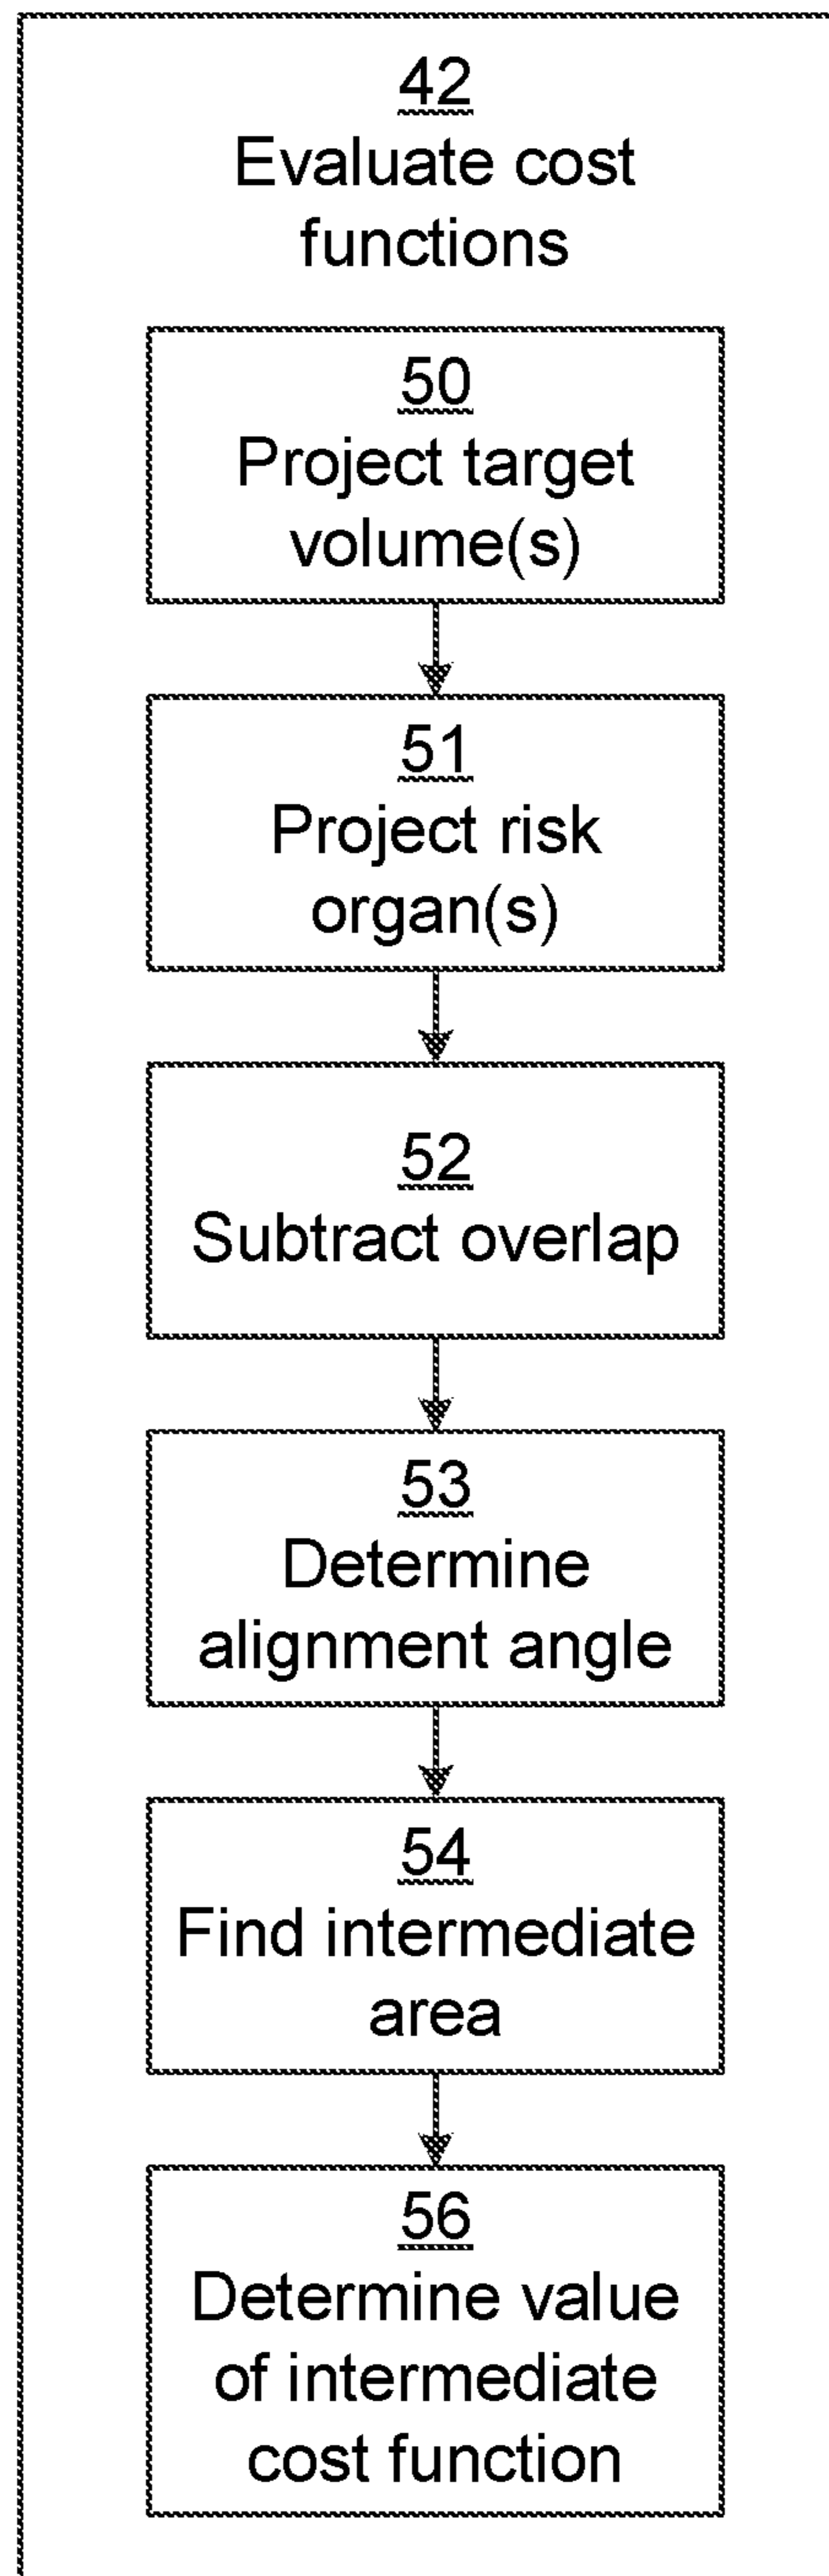 42
Evaluate cost
functions
50
Project target
volume(s)
51
Project risk
organ(s)
52
Subtract overlap
53
Determine
alignment angle
54
Find intermediate
area
56
Determine value
of intermediate
cost function